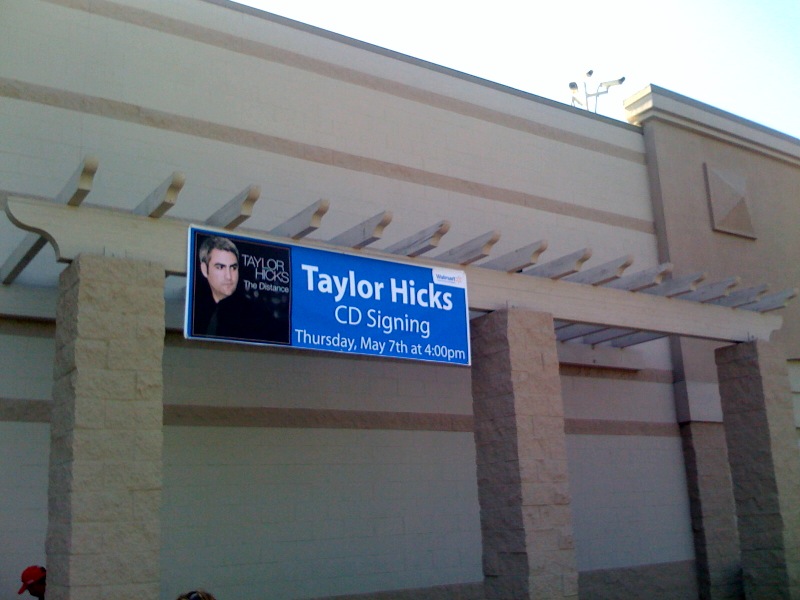 TAYLOR
HICKS
The Distance
Walmart
Taylor Hicks
CD Signing
Thursday, May 7th at 4:00pm